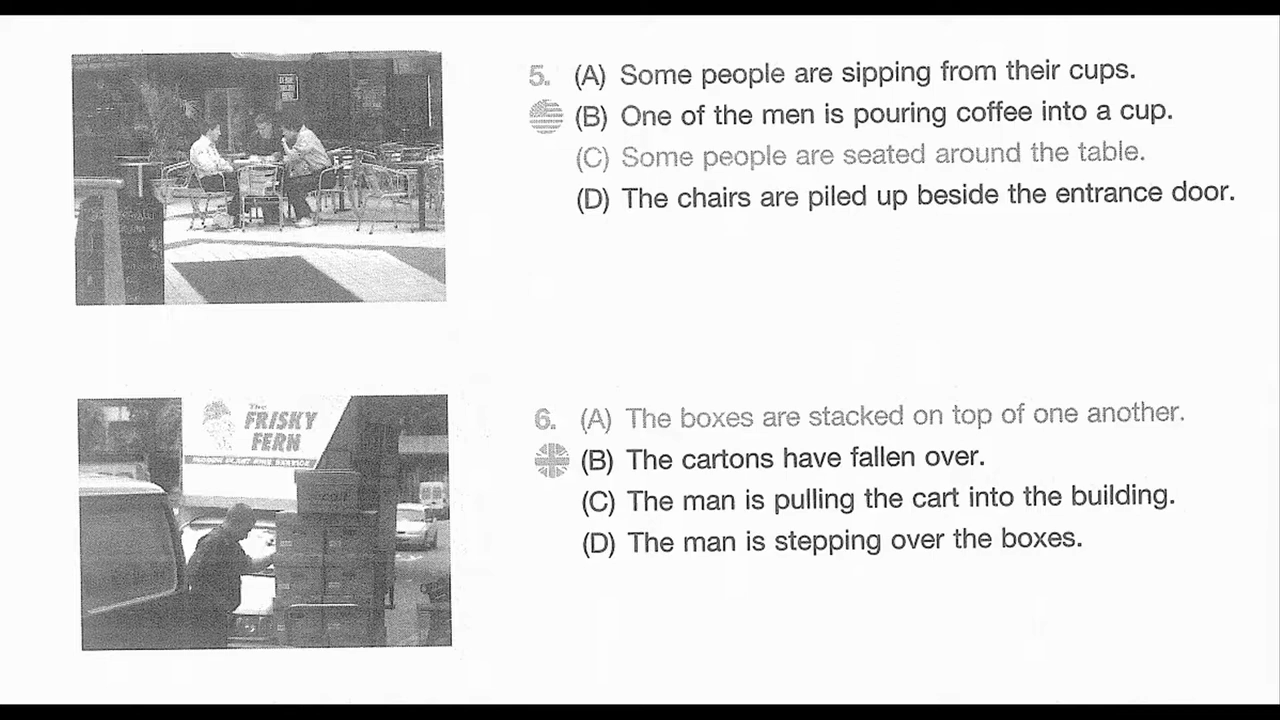 5. (A) Some people are sipping from their cups.
(B) One of the men is pouring coffee into a cup.
(C) Some people are seated around the table.
(D) The chairs are piled up beside the entrance door.
The
FRISKY
FERN
6. (A) The boxes are stacked on top of one another.
(B) The cartons have fallen over.
(C) The man is pulling the cart into the building.
(D) The man is stepping over the boxes.